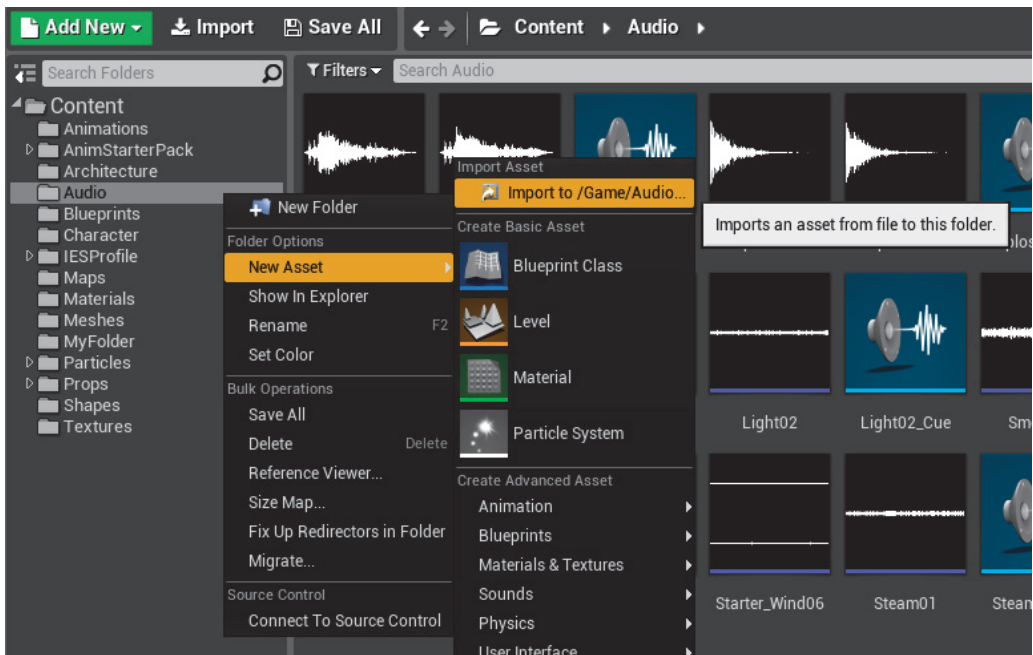 Add New
Import
Save All
Content
Audio
Search Folders
Filters
Search Audio
Content
Animations
AnimStarterPack
Architecture
Audio
Blueprints
Character
IESProfile
Maps
Materials
Meshes
MyFolder
Particles
Props
Shapes
Textures
New Folder
Folder Options
New Asset
Show In Explorer
Rename F2
Set Color
Bulk Operations
Save All
Delete Delete
Reference Viewer...
Size Map...
Fix Up Redirectors in Folder
Migrate...
Source Control
Connect To Source Control
Import Asset
Import to /Game/Audio...
Create Basic Asset
Blueprint Class
Level
Material
Particle System
Create Advanced Asset
Animation
Blueprints
Materials & Textures
Sounds
Physics
User Interface
Imports an asset from file to this folder.
Light02
Light02_Cue
Starter_Wind06
Steam01
Steam